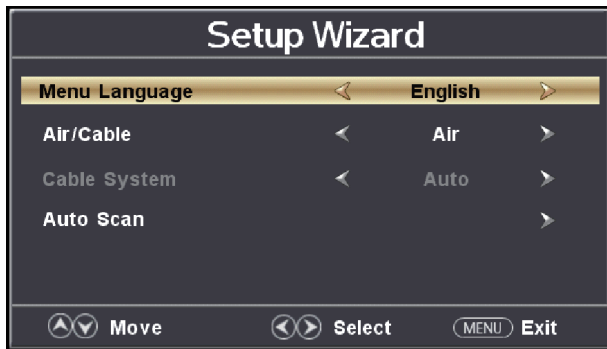 Setup Wizard
Menu Language English
Air/Cable Air
Cable System Auto
Auto Scan
Move Select MENU Exit